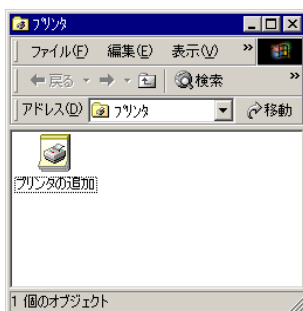 プリンタ
ファイル(F) 編集(E) 表示(V) »
戻る 検索 »
アドレス(D) プリンタ 移動
プリンタの追加
1 個のオブジェクト